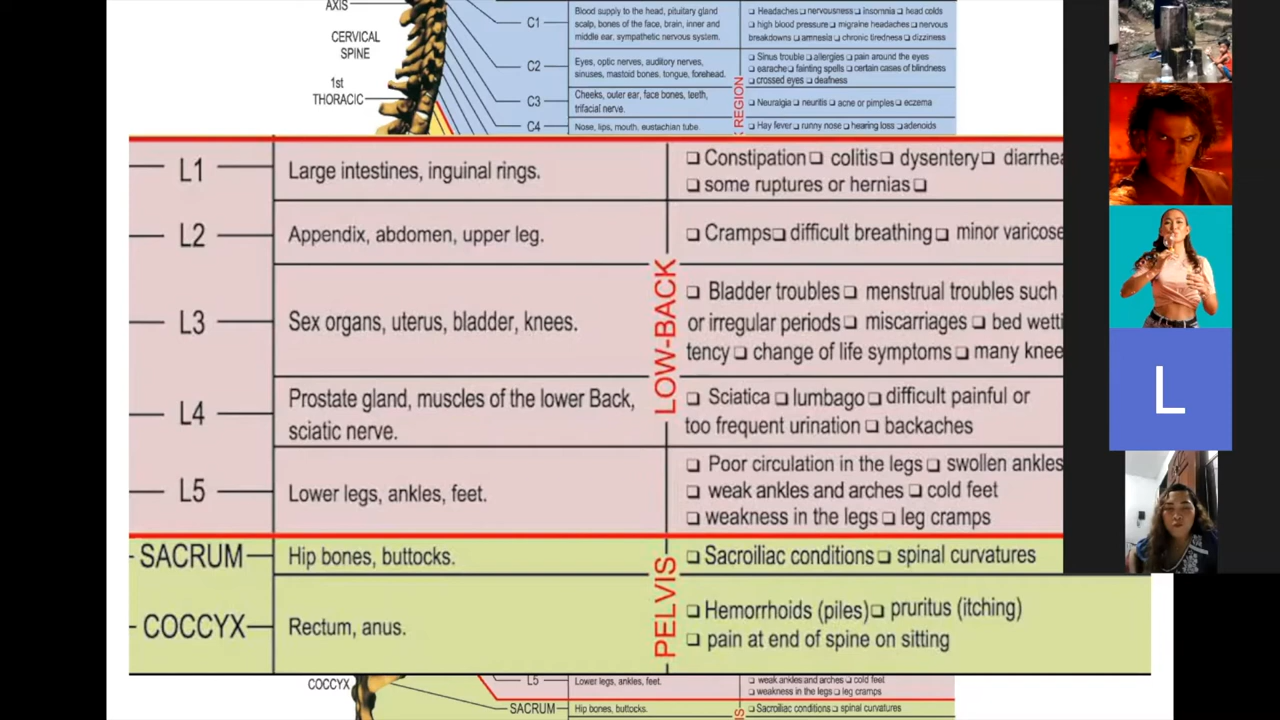 AXIS
CERVICAL
SPINE
1st
THORACIC
C1
Blood supply to the head, pituitary gland
scalp, bones of the face, brain, inner and
middle ear, sympathetic nervous system.
❏ Headaches ❏ nervousness ❏ insomnia ❏ head colds
❏ high blood pressure ❏ migraine headaches ❏ nervous
breakdowns ❏ amnesia ❏ chronic tiredness ❏ dizziness
C2
Eyes, optic nerves, auditory nerves,
sinuses, mastoid bones, tongue, forehead.
❏ Sinus trouble ❏ allergies ❏ pain around the eyes
❏ earache ❏ fainting spells ❏ certain cases of blindness
❏ crossed eyes ❏ deafness
C3
Cheeks, outer ear, face bones, teeth,
trifacial nerve.
❏ Neuralgia ❏ neuritis ❏ acne or pimples ❏ eczema
C4
Nose, lips, mouth, eustachian tube.
❏ Hay fever ❏ runny nose ❏ hearing loss ❏ adenoids
REGION
L1
Large intestines, inguinal rings.
❏ Constipation ❏ colitis ❏ dysentery ❏ diarrhea
❏ some ruptures or hernias ❏
L2
Appendix, abdomen, upper leg.
❏ Cramps ❏ difficult breathing ❏ minor varicose
L3
Sex organs, uterus, bladder, knees.
❏ Bladder troubles ❏ menstrual troubles such
or irregular periods ❏ miscarriages ❏ bed wetti
tency ❏ change of life symptoms ❏ many knee
LOW-BACK
L4
Prostate gland, muscles of the lower Back,
sciatic nerve.
❏ Sciatica ❏ lumbago ❏ difficult painful or
too frequent urination ❏ backaches
L5
Lower legs, ankles, feet.
❏ Poor circulation in the legs ❏ swollen ankles
❏ weak ankles and arches ❏ cold feet
❏ weakness in the legs ❏ leg cramps
SACRUM
Hip bones, buttocks.
❏ Sacroiliac conditions ❏ spinal curvatures
PELVIS
COCCYX
Rectum, anus.
❏ Hemorrhoids (piles) ❏ pruritus (itching)
❏ pain at end of spine on sitting
COCCYX
L5
Lower legs, ankles, feet.
❏ weak ankles and arches ❏ cold feet
❏ weakness in the legs ❏ leg cramps
SACRUM
Hip bones, buttocks.
❏ Sacroiliac conditions ❏ spinal curvatures
IS
L